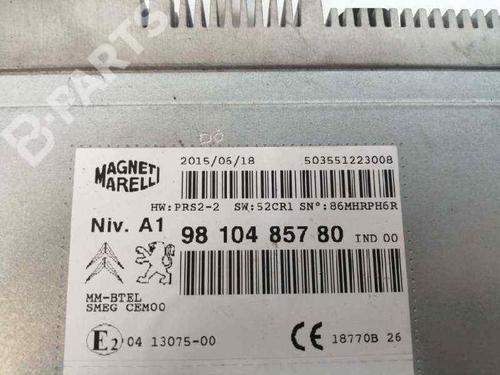 B-PARTS
MAGNETI
MARELLI
2015/06/18 503551223008
HW:PRS2-2 SW:52CR1 SN°:86MHRPH6R
Niv. A1 98 104 857 80 IND 00
MM-BTEL
SMEG CEM00
E2 04 13075-00 CE 18770B 26